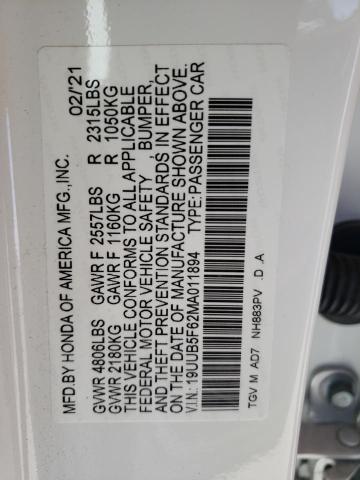 MFD.BY HONDA OF AMERICA MFG.,INC. 02/'21
GVWR 4806LBS GAWR F 2557LBS R 2315LBS
GVWR 2180KG GAWR F 1160KG R 1050KG
THIS VEHICLE CONFORMS TO ALL APPLICABLE
FEDERAL MOTOR VEHICLE SAFETY, BUMPER,
AND THEFT PREVENTION STANDARDS IN EFFECT
ON THE DATE OF MANUFACTURE SHOWN ABOVE.
V.I.N.: 19UUB5F62MA011894 TYPE:PASSENGER CAR
TGV M AD7 NH883PV .D .A